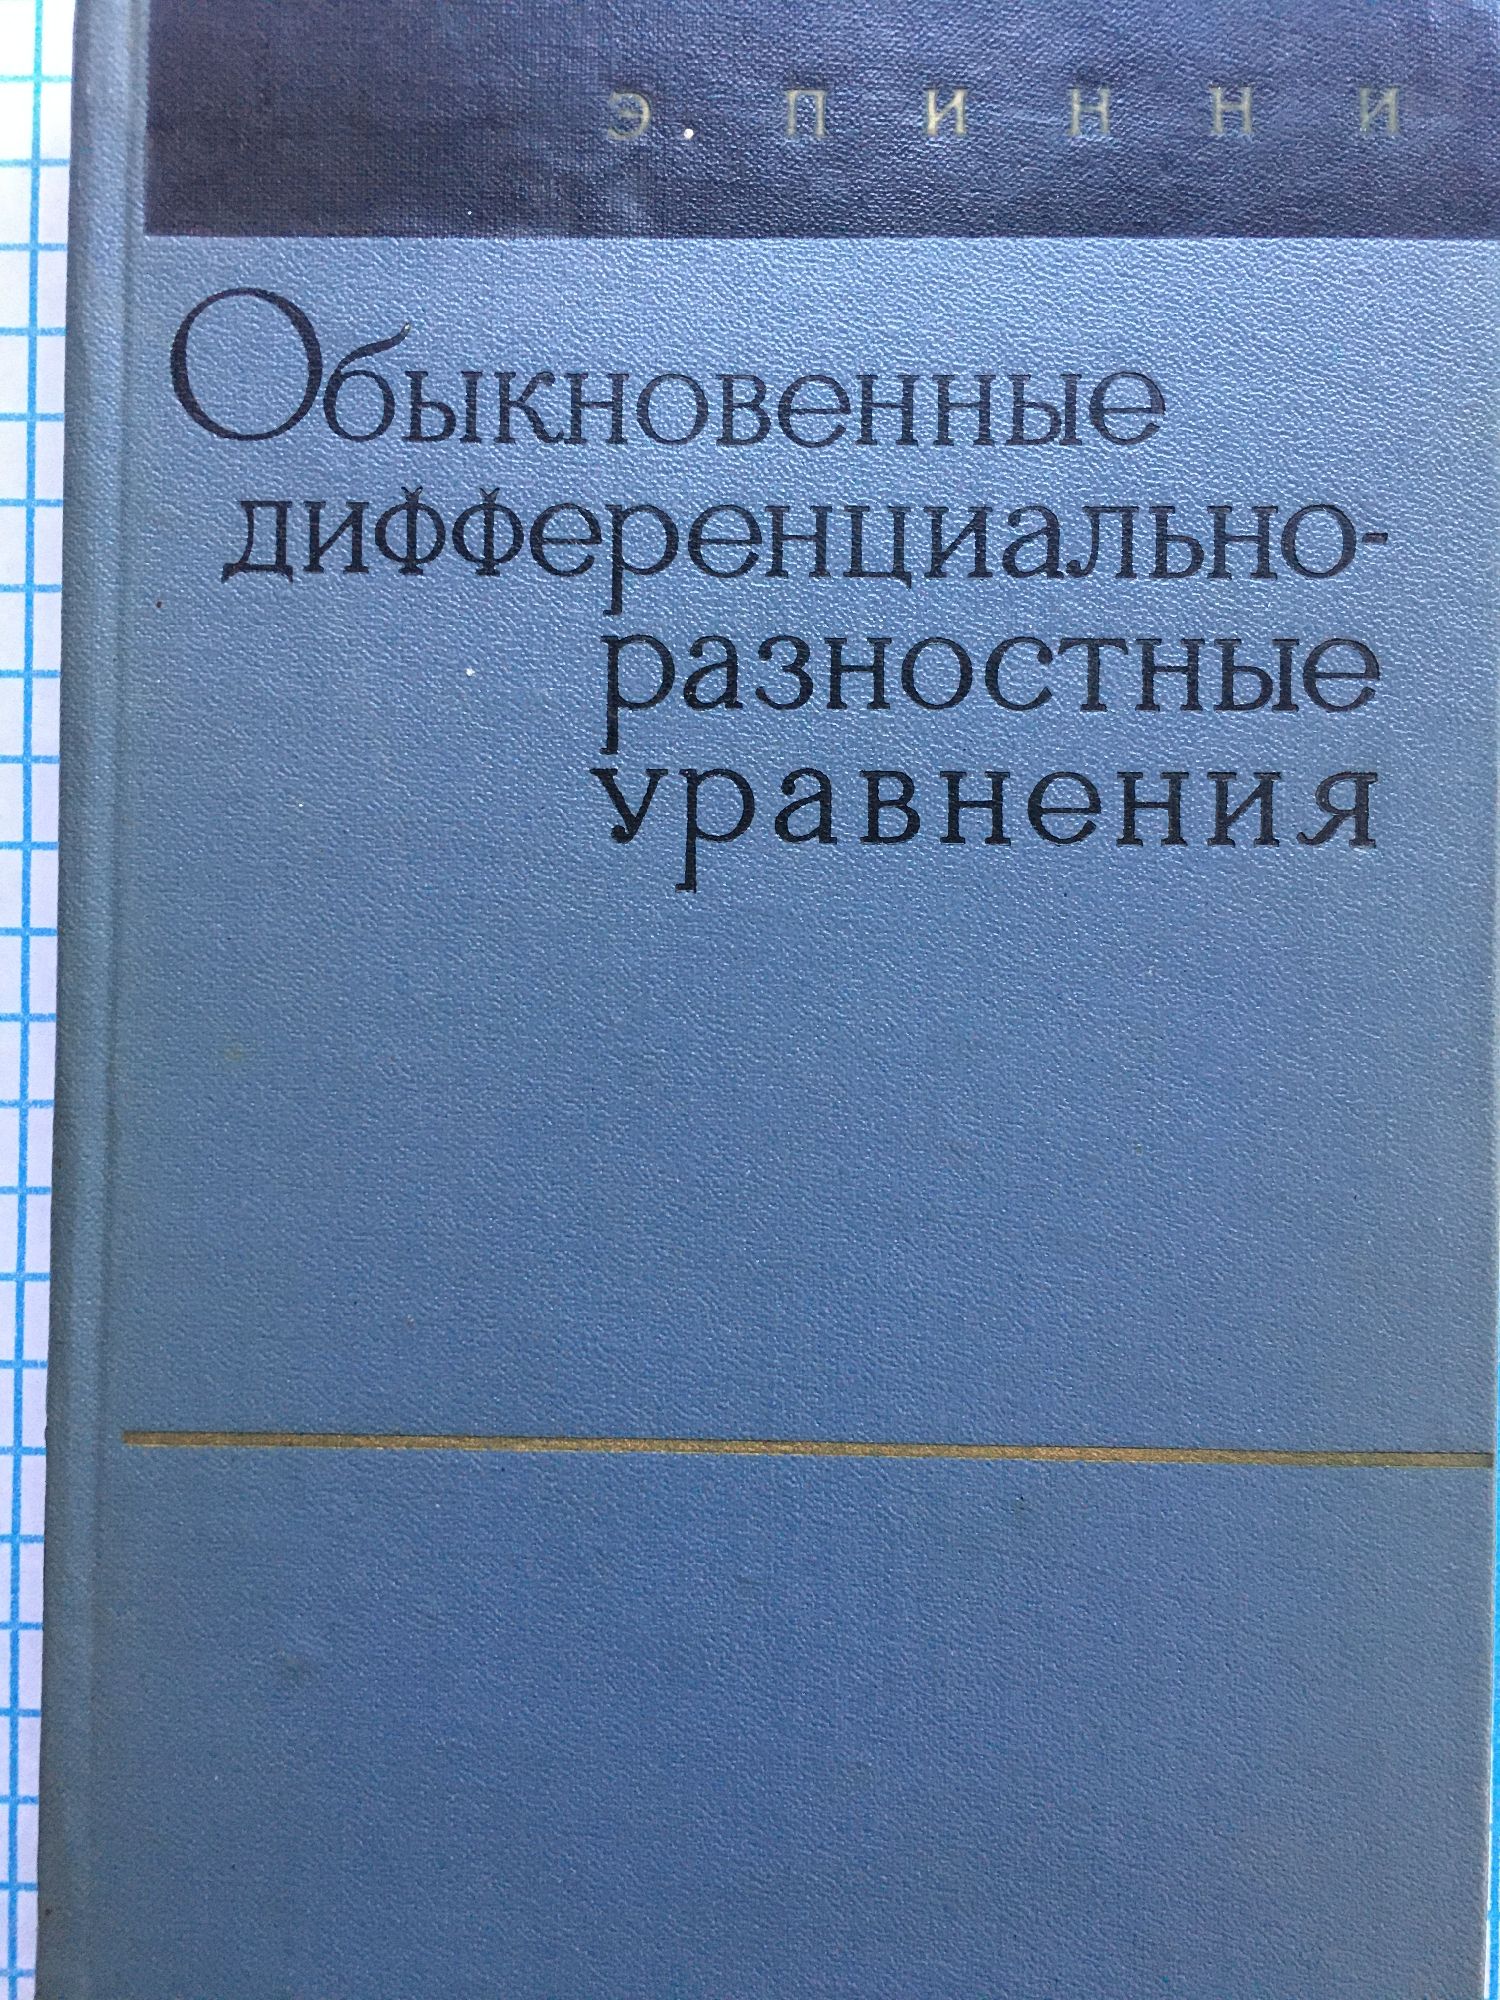 Э. ПИННИ
Обыкновенные
дифференциально-
разностные
уравнения